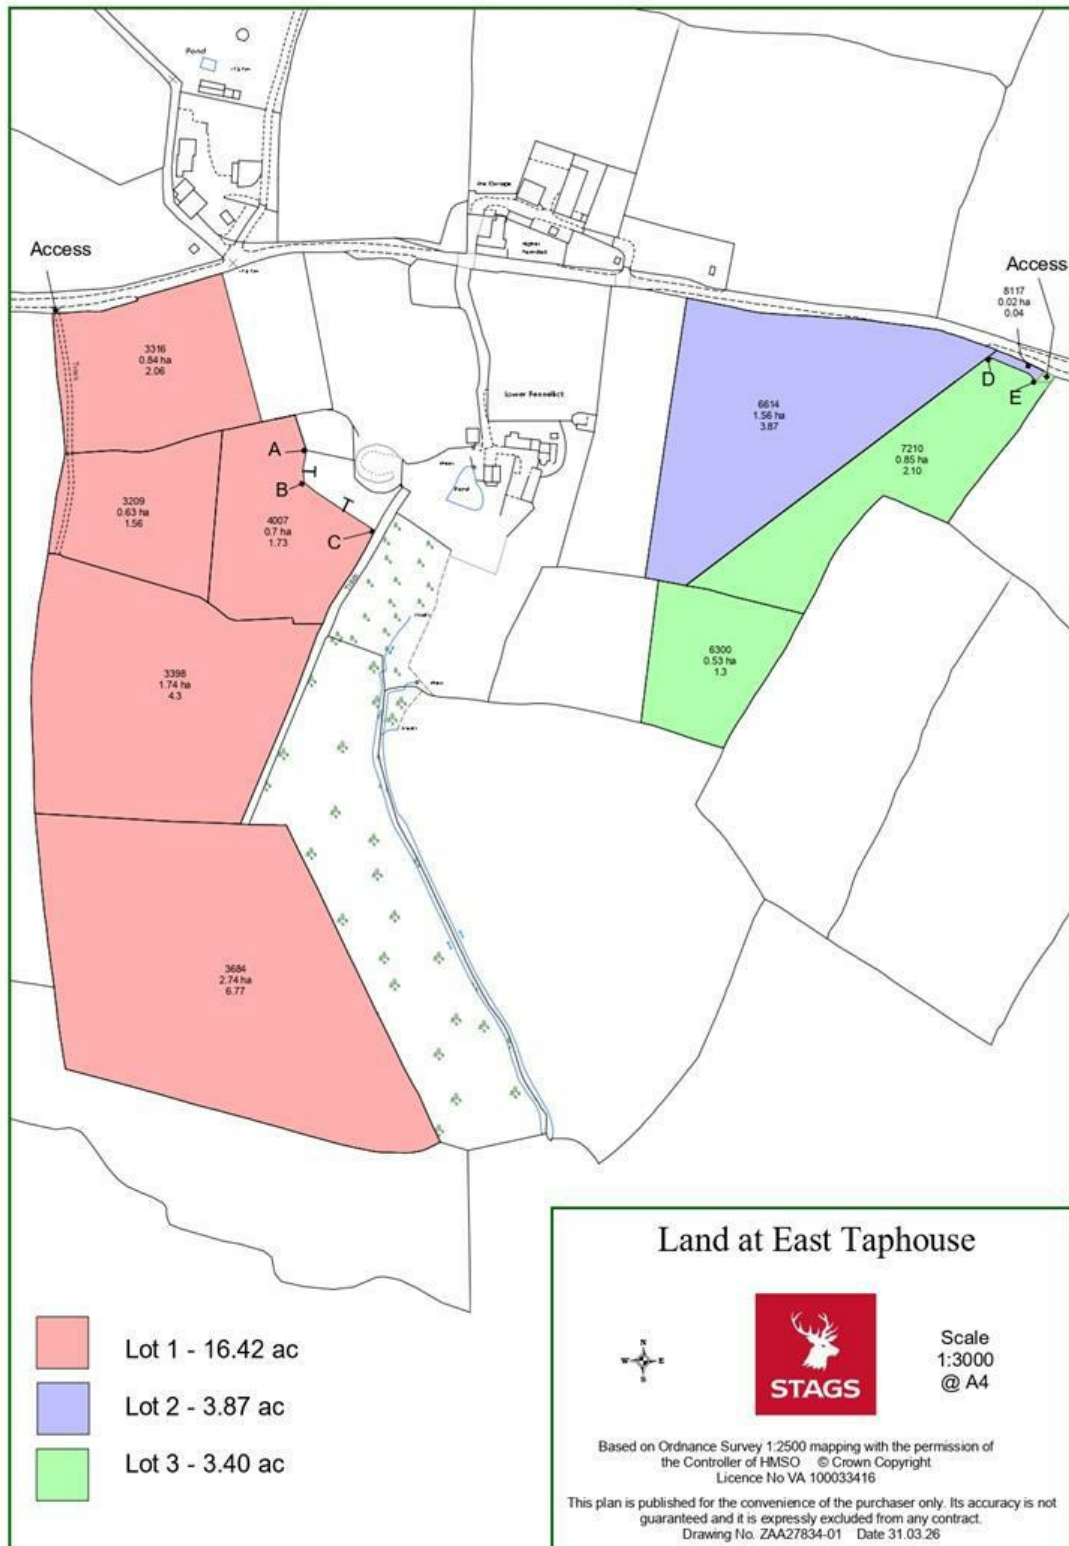 Pond
Access
Access
8117
0.02 ha
0.04
D
E
3316
0.84 ha
2.06
Track
Lower Pennellict
6614
1.56 ha
3.87
7210
0.85 ha
2.10
A
B
C
3209
0.63 ha
1.56
4007
0.7 ha
1.73
Pond
Track
6300
0.53 ha
1.3
3398
1.74 ha
4.3
3684
2.74 ha
6.77
Lot 1 - 16.42 ac
Lot 2 - 3.87 ac
Lot 3 - 3.40 ac
Land at East Taphouse
N
W E
S
STAGS
Scale
1:3000
@ A4
Based on Ordnance Survey 1:2500 mapping with the permission of
the Controller of HMSO © Crown Copyright
Licence No VA 100033416
This plan is published for the convenience of the purchaser only. Its accuracy is not
guaranteed and it is expressly excluded from any contract.
Drawing No. ZAA27834-01 Date 31.03.26